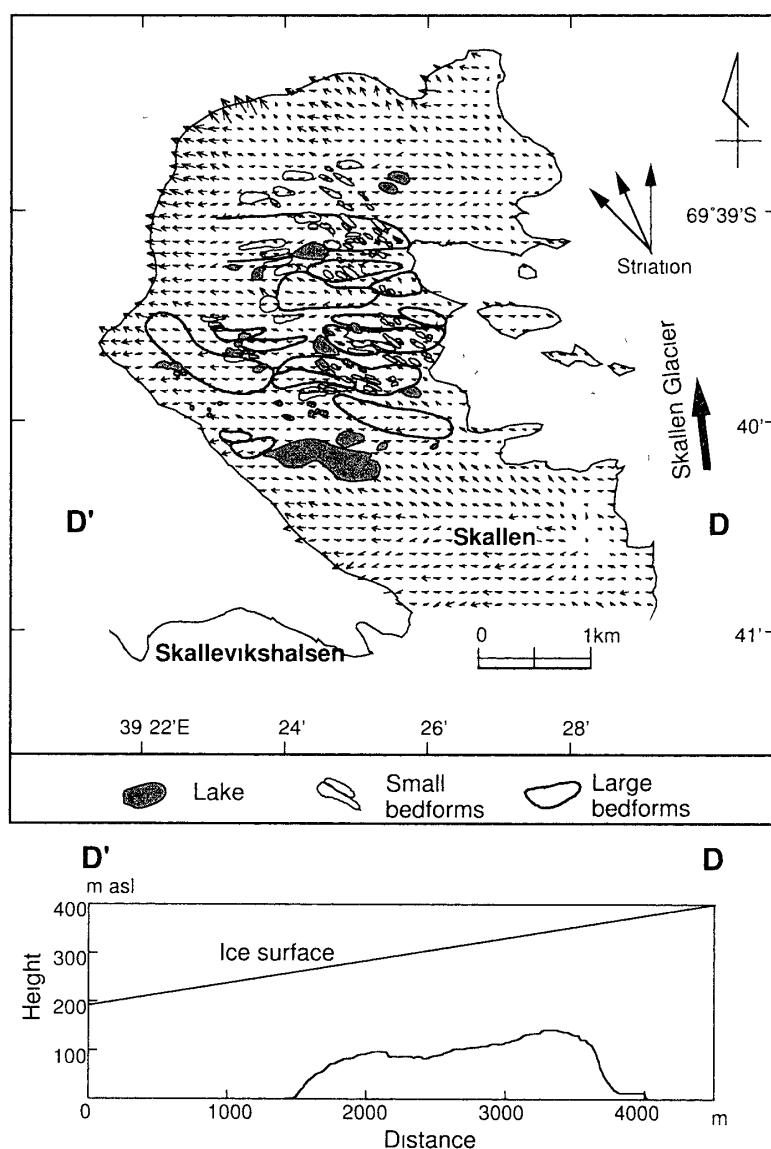 69°39'S
Striation
Skallen Glacier
40'
D' D
Skallen
41'
0 1km
Skallevikshalsen
39 22'E 24' 26' 28'
Lake
Small bedforms
Large bedforms
D' D
m asl
400
300
200
100
Height
Ice surface
0 1000 2000 3000 4000 m
Distance